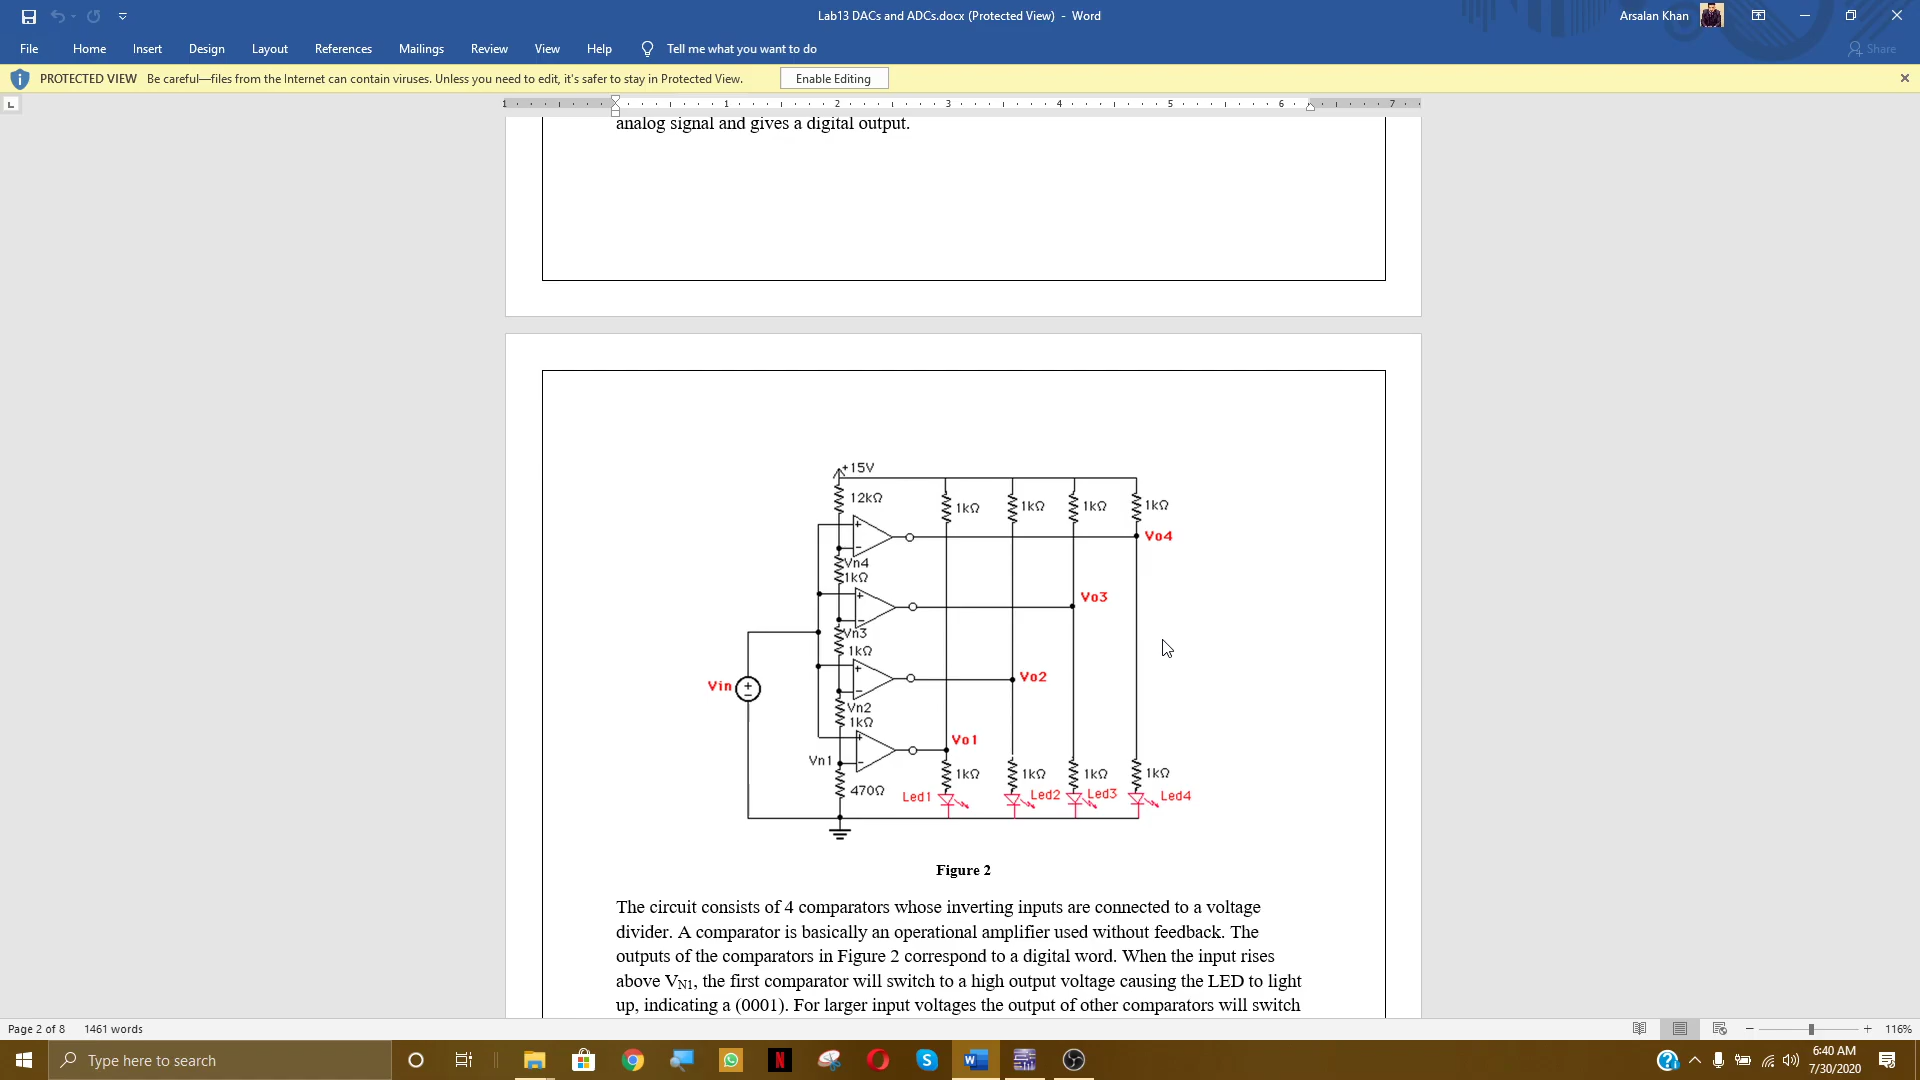 Lab13 DACs and ADCs.docx (Protected View) - Word
Arsalan Khan
File Home Insert Design Layout References Mailings Review View Help Tell me what you want to do
Share
PROTECTED VIEW Be careful—files from the Internet can contain viruses. Unless you need to edit, it's safer to stay in Protected View.
Enable Editing
1 1 2 3 4 5 6 7
analog signal and gives a digital output.
+15V
12kΩ
1kΩ 1kΩ 1kΩ 1kΩ
Vo4
Vn4
1kΩ
Vo3
Vn3
1kΩ
Vo2
Vin
Vn2
1kΩ
Vo1
Vn1
1kΩ 1kΩ 1kΩ 1kΩ
470Ω
Led1 Led2 Led3 Led4
Figure 2
The circuit consists of 4 comparators whose inverting inputs are connected to a voltage
divider. A comparator is basically an operational amplifier used without feedback. The
outputs of the comparators in Figure 2 correspond to a digital word. When the input rises
above VN1, the first comparator will switch to a high output voltage causing the LED to light
up, indicating a (0001). For larger input voltages the output of other comparators will switch
Page 2 of 8 1461 words
116%
Type here to search
6:40 AM
7/30/2020